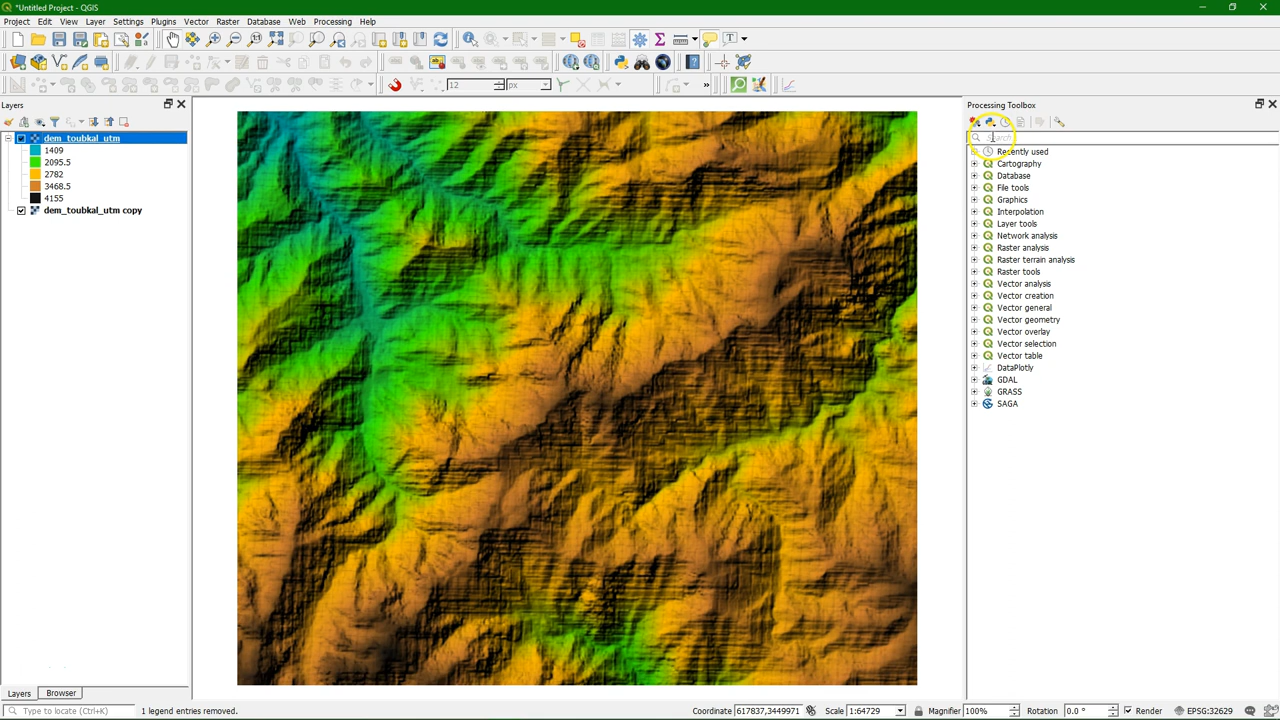 *Untitled Project - QGIS
Project Edit View Layer Settings Plugins Vector Raster Database Web Processing Help
12 px
Layers
dem_toubkal_utm
1409
2095.5
2782
3468.5
4155
dem_toubkal_utm copy
Processing Toolbox
Search
Recently used
Cartography
Database
File tools
Graphics
Interpolation
Layer tools
Network analysis
Raster analysis
Raster terrain analysis
Raster tools
Vector analysis
Vector creation
Vector general
Vector geometry
Vector overlay
Vector selection
Vector table
DataPlotly
GDAL
GRASS
SAGA
Layers Browser
Type to locate (Ctrl+K) 1 legend entries removed. Coordinate 617837,3449971 Scale 1:64729 Magnifier 100% Rotation 0.0 ° Render EPSG:32629